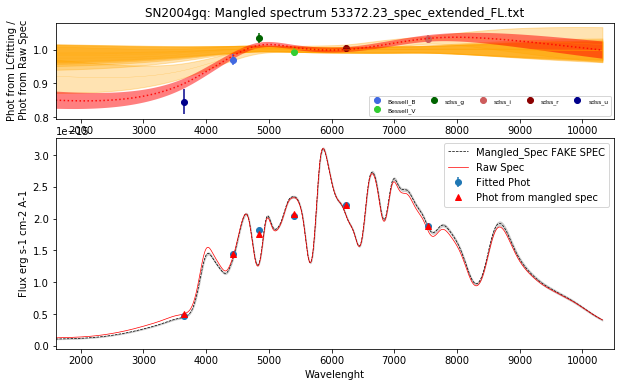 SN2004gq: Mangled spectrum 53372.23_spec_extended_FL.txt
Phot from LCfitting /
Phot from Raw Spec
1.0
0.9
0.8
Bessell_B
Bessell_V
sdss_g
sdss_i
sdss_r
sdss_u
2000 3000 4000 5000 6000 7000 8000 9000 10000
Flux erg s-1 cm-2 A-1
3.0
2.5
2.0
1.5
1.0
0.5
0.0
Mangled_Spec FAKE SPEC
Raw Spec
Fitted Phot
Phot from mangled spec
2000 3000 4000 5000 6000 7000 8000 9000 10000
Wavelenght